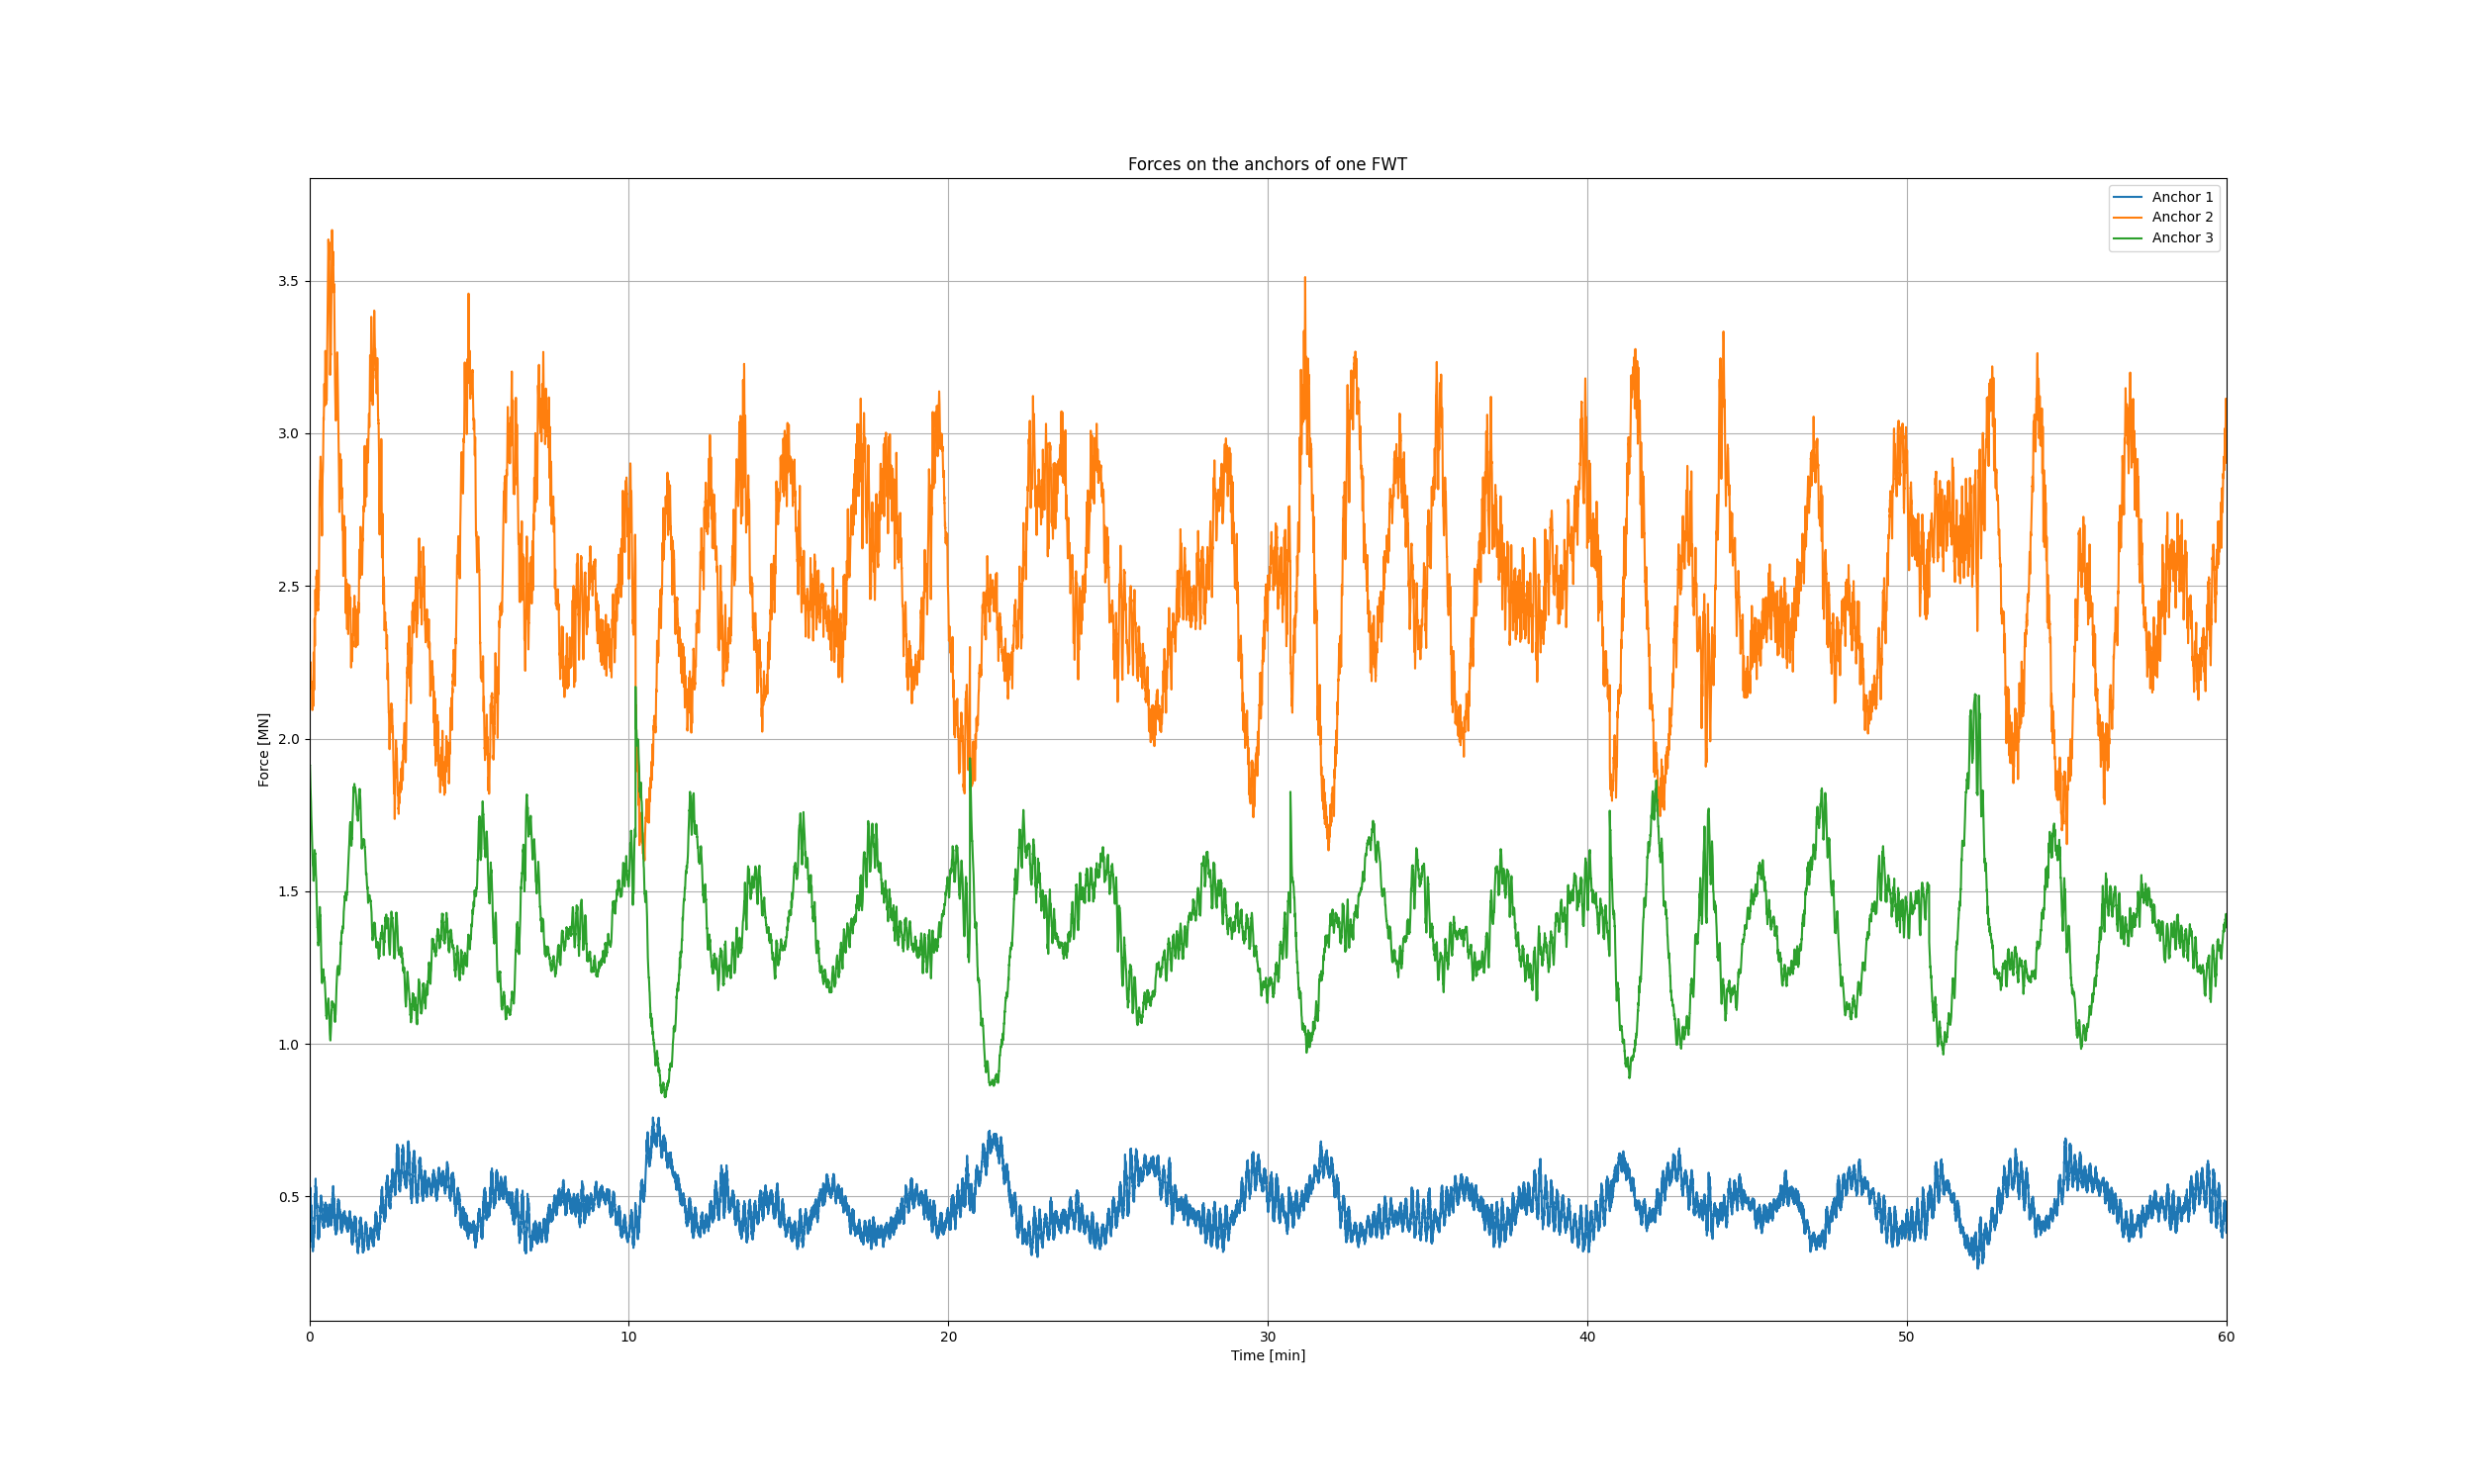 Forces on the anchors of one FWT
Anchor 1
Anchor 2
Anchor 3
3.5
3.0
2.5
2.0
1.5
1.0
0.5
Force [MN]
0 10 20 30 40 50 60
Time [min]